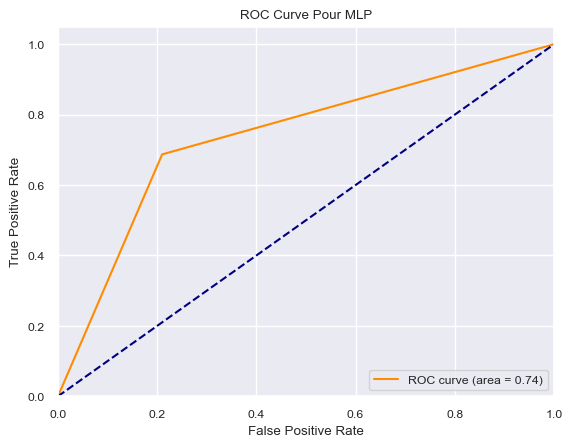 ROC Curve Pour MLP
1.0
0.8
0.6
0.4
0.2
0.0
True Positive Rate
ROC curve (area = 0.74)
0.0 0.2 0.4 0.6 0.8 1.0
False Positive Rate